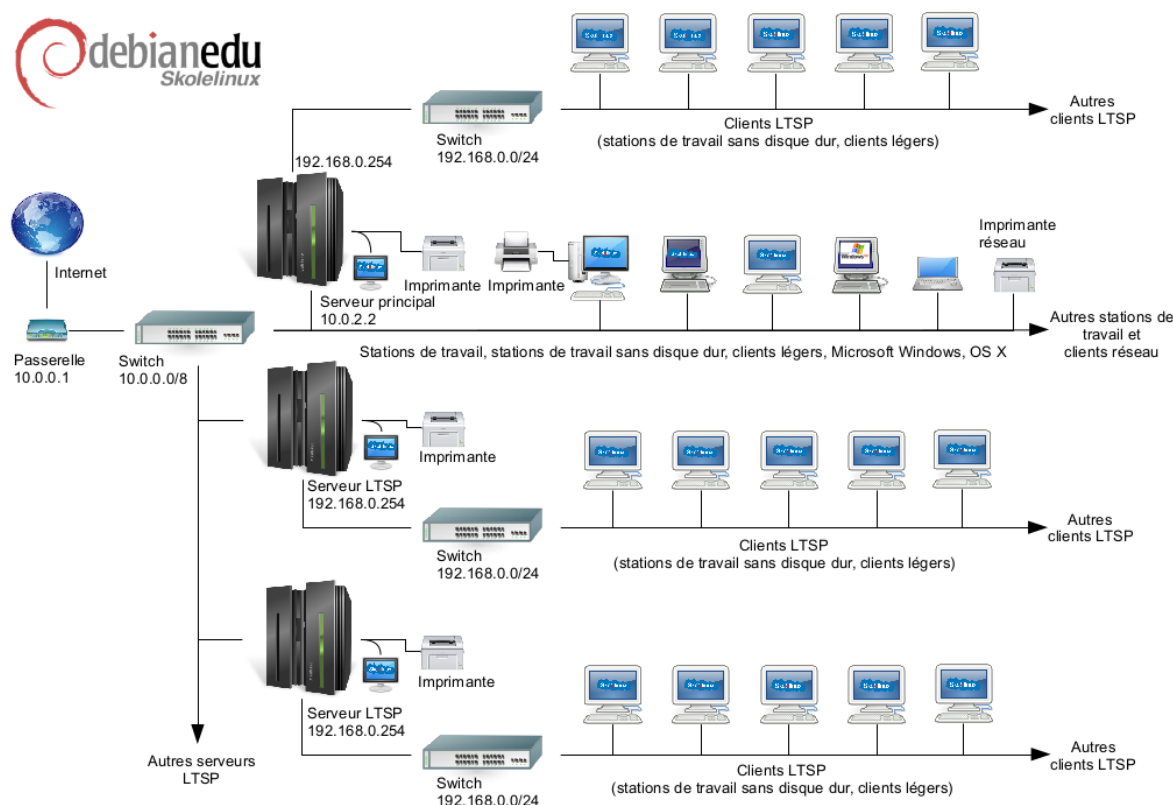 debianedu
Skolelinux
Autres
clients LTSP
Clients LTSP
(stations de travail sans disque dur, clients légers)
Switch
192.168.0.0/24
192.168.0.254
Internet
Imprimante
réseau
Imprimante
Imprimante
Serveur principal
10.0.2.2
Passerelle
10.0.0.1
Switch
10.0.0.0/8
Stations de travail, stations de travail sans disque dur, clients légers, Microsoft Windows, OS X
Autres stations de
travail et
clients réseau
Imprimante
Serveur LTSP
192.168.0.254
Switch
192.168.0.0/24
Clients LTSP
(stations de travail sans disque dur, clients légers)
Autres
clients LTSP
Imprimante
Serveur LTSP
192.168.0.254
Autres serveurs
LTSP
Switch
192.168.0.0/24
Clients LTSP
(stations de travail sans disque dur, clients légers)
Autres
clients LTSP